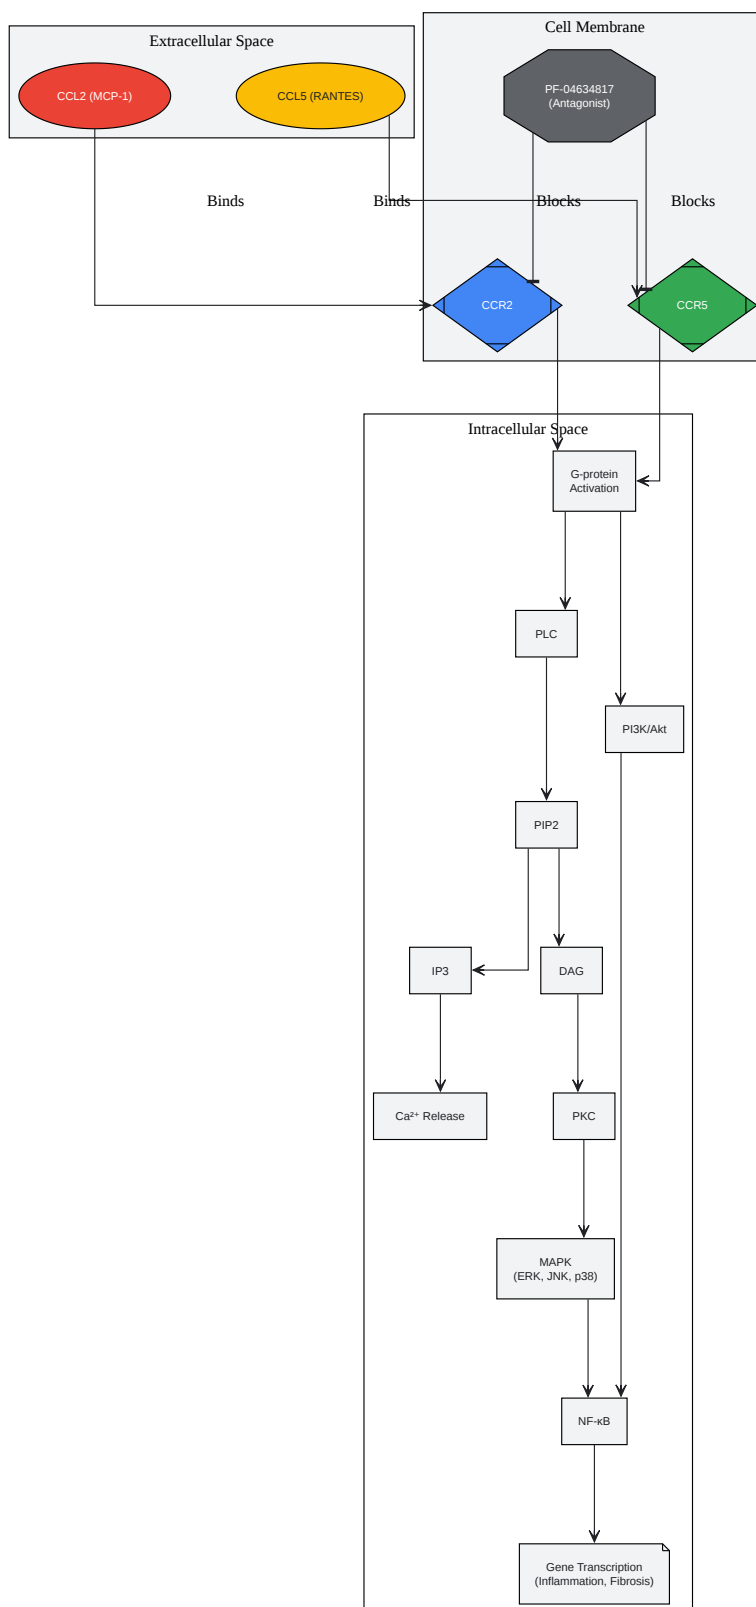 Extracellular Space
Cell Membrane
CCL2 (MCP-1)
CCL5 (RANTES)
PF-04634817
(Antagonist)
Binds
Binds
Blocks
Blocks
CCR2
CCR5
Intracellular Space
G-protein
Activation
PLC
PI3K/Akt
PIP2
IP3
DAG
Ca²⁺ Release
PKC
MAPK
(ERK, JNK, p38)
NF-κB
Gene Transcription
(Inflammation, Fibrosis)